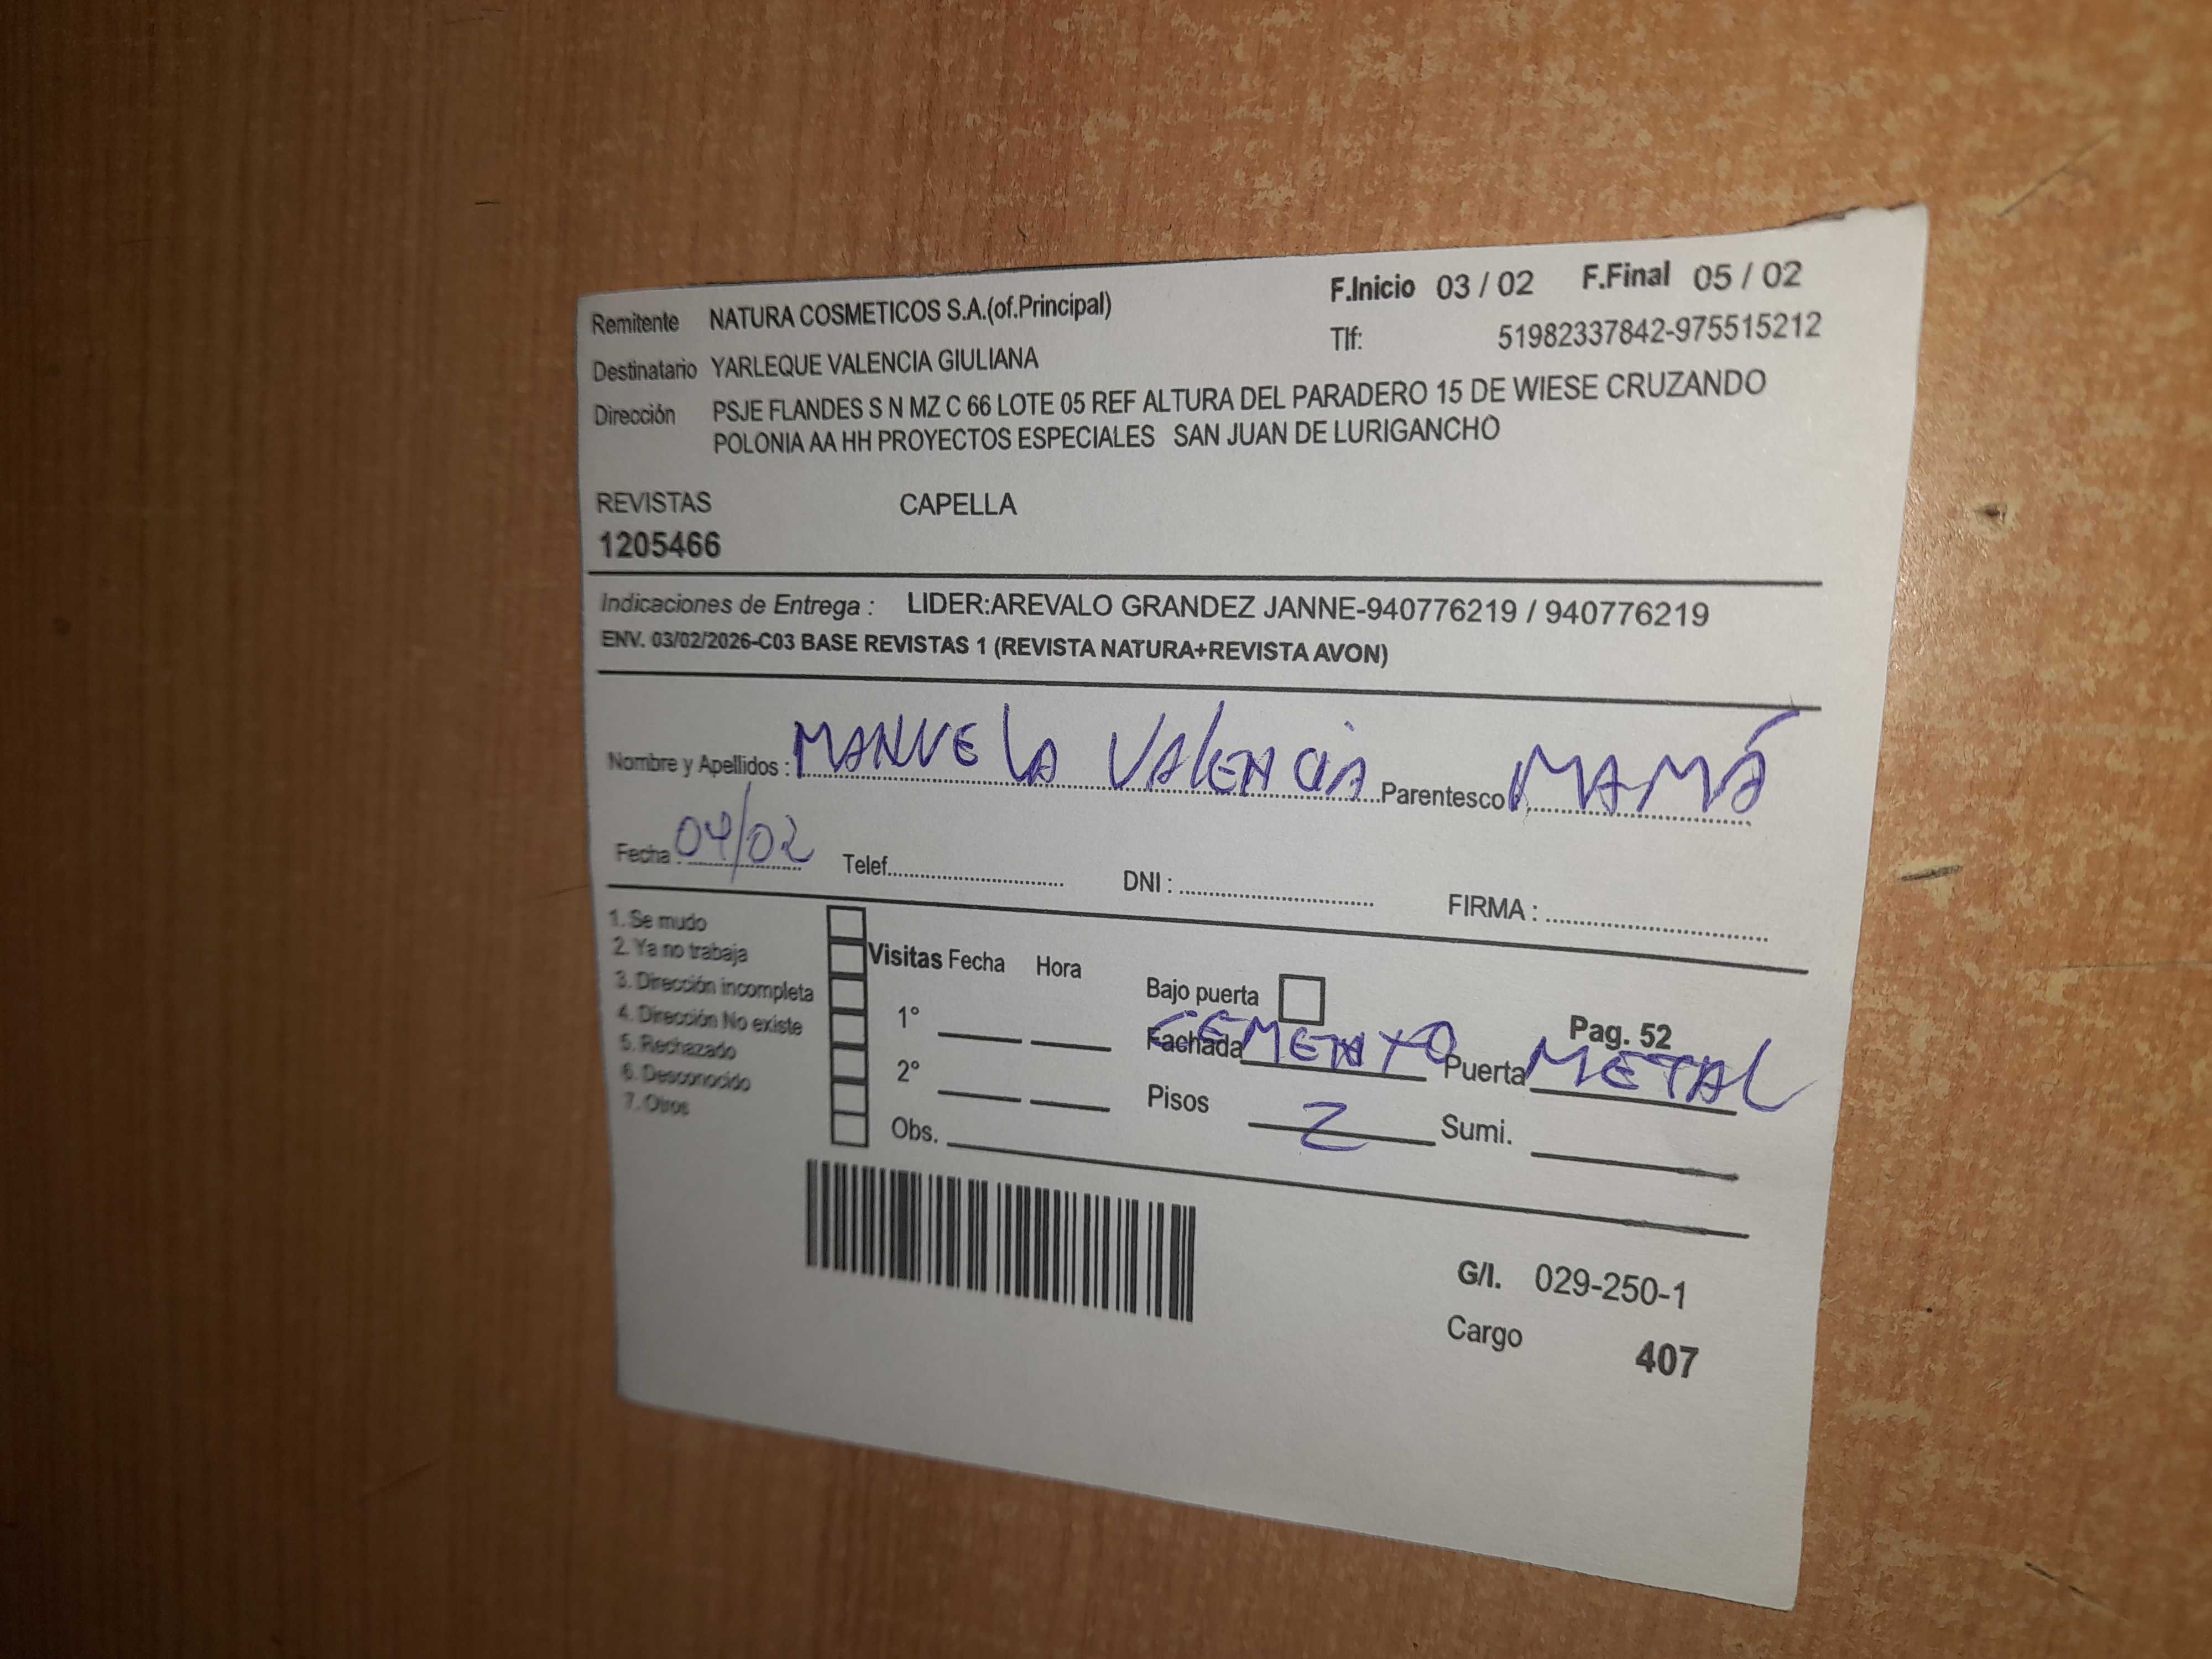 Remitente NATURA COSMETICOS S.A.(of.Principal) F.Inicio 03 / 02 F.Final 05 / 02
Destinatario YARLEQUE VALENCIA GIULIANA Tlf: 51982337842-975515212
Dirección PSJE FLANDES S N MZ C 66 LOTE 05 REF ALTURA DEL PARADERO 15 DE WIESE CRUZANDO
POLONIA AA HH PROYECTOS ESPECIALES SAN JUAN DE LURIGANCHO
REVISTAS CAPELLA
1205466
Indicaciones de Entrega : LIDER:AREVALO GRANDEZ JANNE-940776219 / 940776219
ENV. 03/02/2026-C03 BASE REVISTAS 1 (REVISTA NATURA+REVISTA AVON)
Nombre y Apellidos : MANUELA VALENCIA Parentesco MAMÁ
Fecha : 04/02 Telef. DNI : FIRMA :
1. Se mudo
2. Ya no trabaja
3. Dirección incompleta
4. Dirección No existe
5. Rechazado
6. Desconocido
7. Otros
Visitas Fecha Hora
1°
2°
Obs.
Bajo puerta Pag. 52
Fachada CEMENTO Puerta METAL
Pisos 2 Sumi.
G/I. 029-250-1
Cargo 407